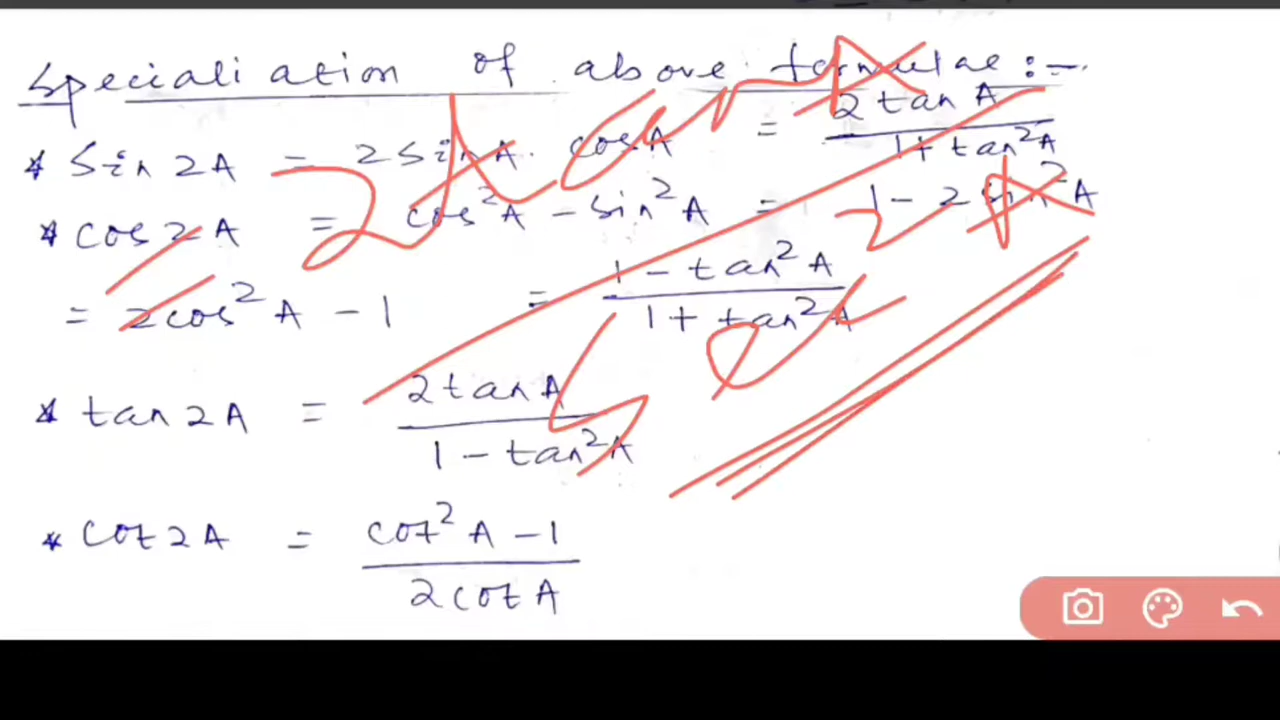 Specialiation of above formulae :-
* Sin 2A = 2 Sin A. cos A = 2 tan A / 1 + tan²A
* cos 2A = cos²A - sin²A = 1 - 2 sin²A
= 2cos²A - 1 = 1 - tan²A / 1 + tan²A
* tan 2A = 2 tan A / 1 - tan²A
* cot 2A = cot²A - 1 / 2 cot A